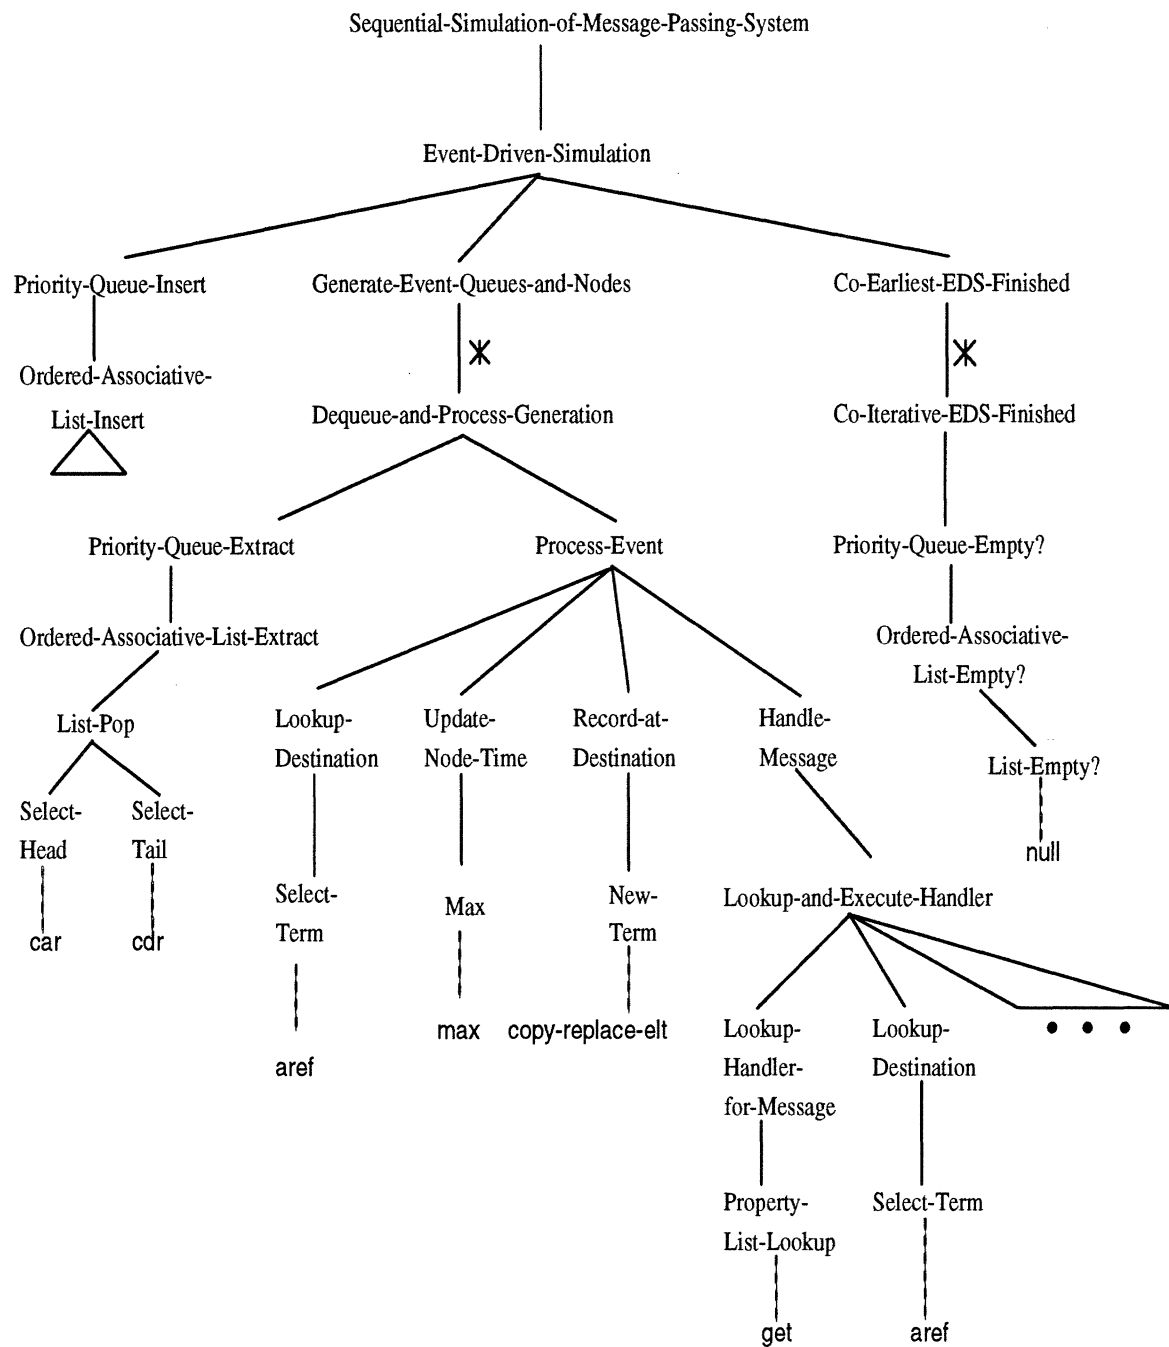 Sequential-Simulation-of-Message-Passing-System
Event-Driven-Simulation
Priority-Queue-Insert
Generate-Event-Queues-and-Nodes
Co-Earliest-EDS-Finished
Ordered-Associative-
List-Insert
Dequeue-and-Process-Generation
Co-Iterative-EDS-Finished
Priority-Queue-Extract
Process-Event
Priority-Queue-Empty?
Ordered-Associative-List-Extract
Ordered-Associative-
List-Empty?
List-Pop
Lookup-
Destination
Update-
Node-Time
Record-at-
Destination
Handle-
Message
List-Empty?
Select-
Head
Select-
Tail
null
Select-
Term
Max
New-
Term
Lookup-and-Execute-Handler
car
cdr
aref
max
copy-replace-elt
Lookup-
Handler-
for-Message
Lookup-
Destination
Property-
List-Lookup
Select-Term
get
aref